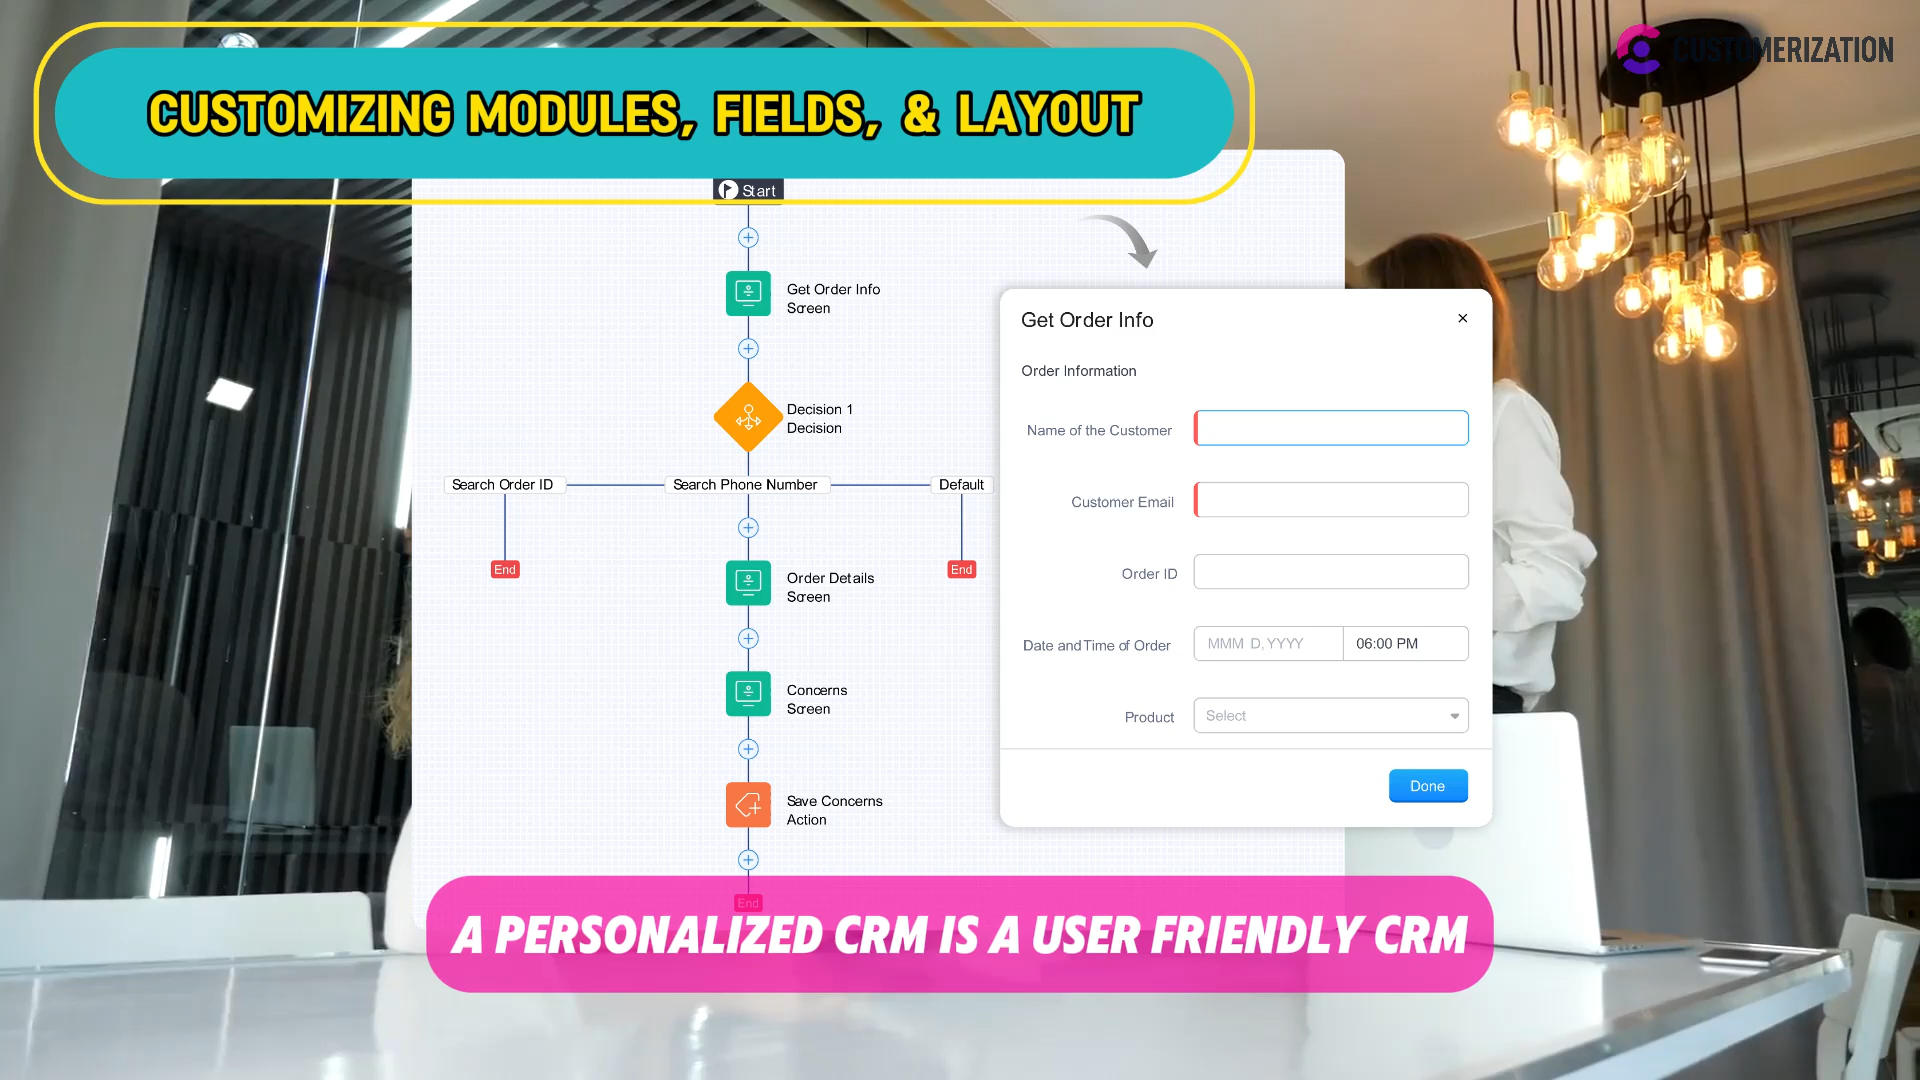 CUSTOMERIZATION
CUSTOMIZING MODULES, FIELDS, & LAYOUT
Start
Get Order Info
Screen
Decision 1
Decision
Search Order ID
Search Phone Number
Default
End
End
Order Details
Screen
Concerns
Screen
Save Concerns
Action
End
Get Order Info
Order Information
Name of the Customer
Customer Email
Order ID
Date and Time of Order
MMM D, YYYY
06:00 PM
Product
Select
Done
A PERSONALIZED CRM IS A USER FRIENDLY CRM